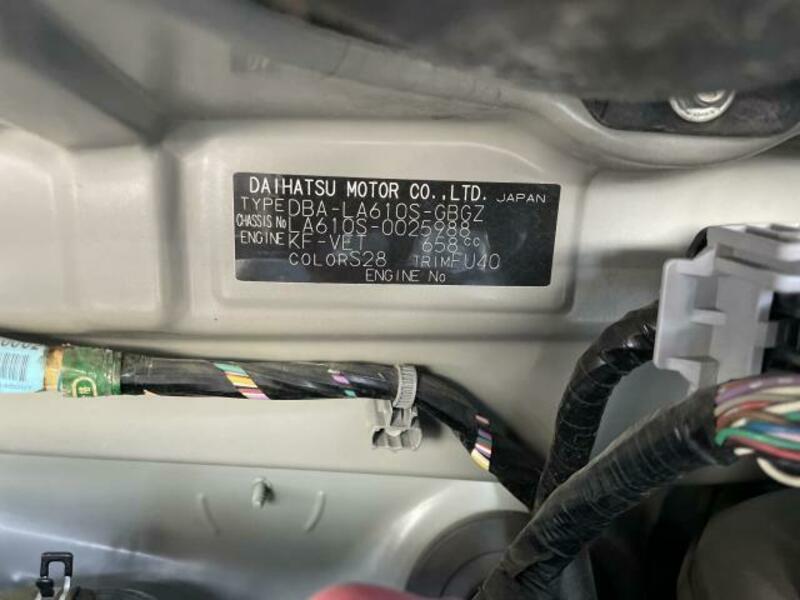 DAIHATSU MOTOR CO.,LTD. JAPAN
TYPE DBA-LA610S-GBGZ
CHASSIS No LA610S-0025988
ENGINE KF-VET 658cc
COLOR S28 TRIM FU40
ENGINE No